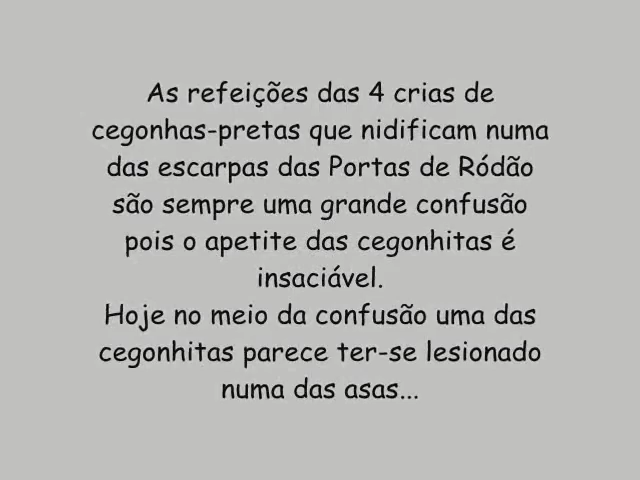 As refeições das 4 crias de
cegonhas-pretas que nidificam numa
das escarpas das Portas de Ródão
são sempre uma grande confusão
pois o apetite das cegonhitas é
insaciável.
Hoje no meio da confusão uma das
cegonhitas parece ter-se lesionado
numa das asas...